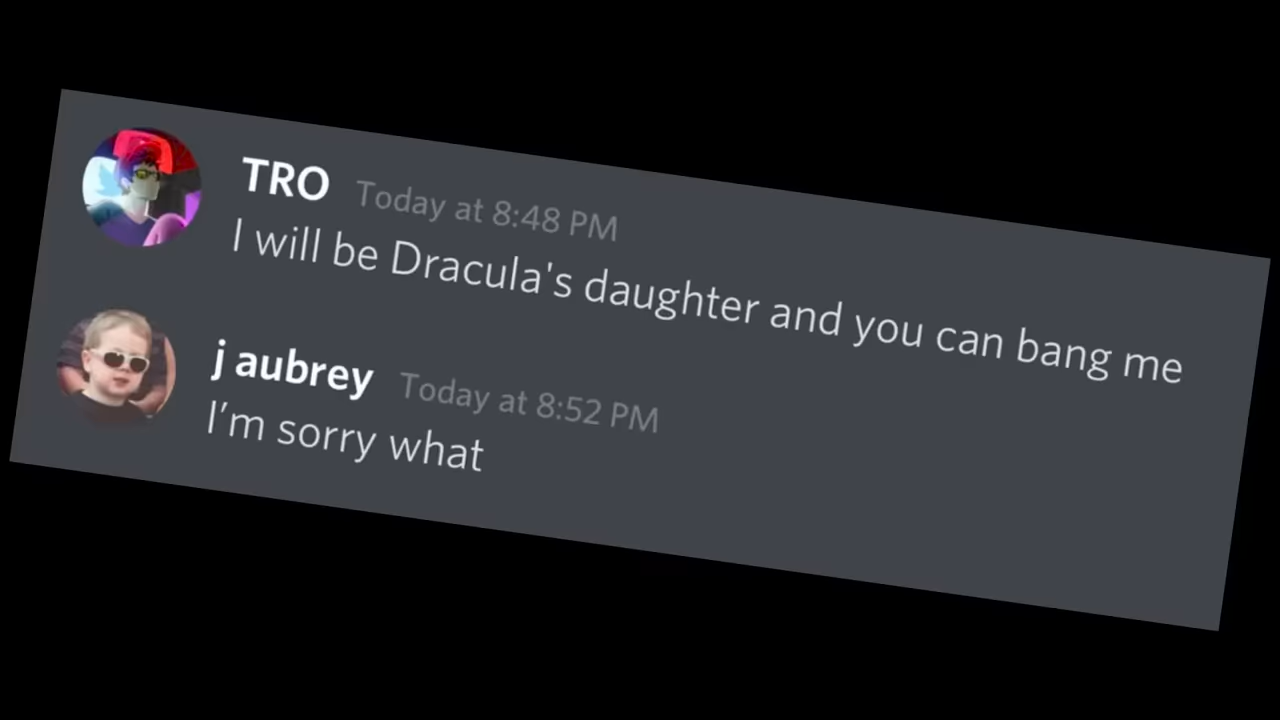 TRO Today at 8:48 PM
I will be Dracula's daughter and you can bang me
j aubrey Today at 8:52 PM
I'm sorry what